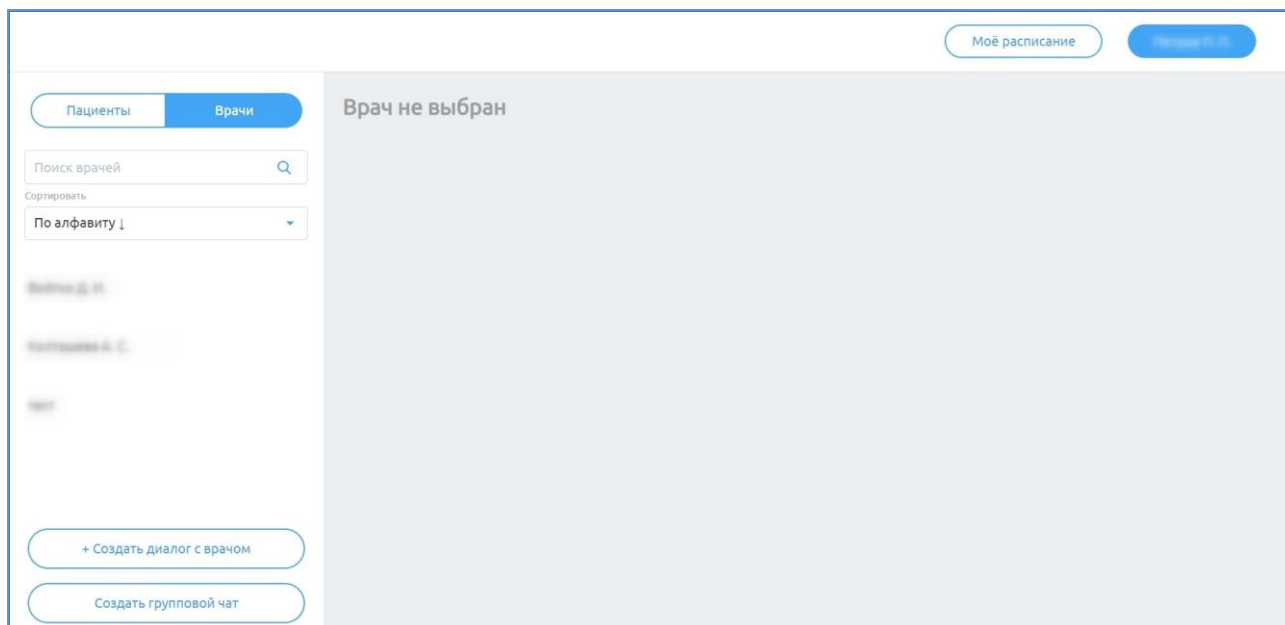 Моё расписание
Пациенты
Врачи
Врач не выбран
Поиск врачей
Сортировать
По алфавиту ↓
+ Создать диалог с врачом
Создать групповой чат